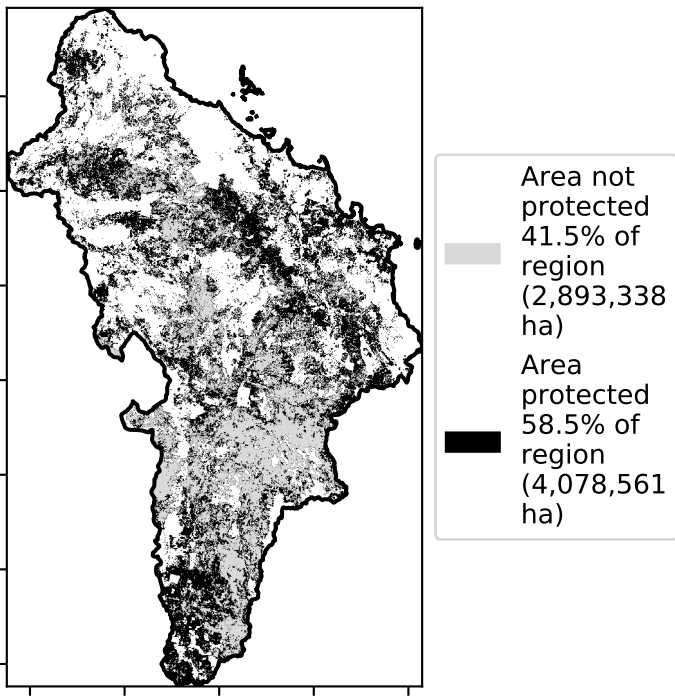 Area not
protected
41.5% of
region
(2,893,338
ha)
Area
protected
58.5% of
region
(4,078,561
ha)